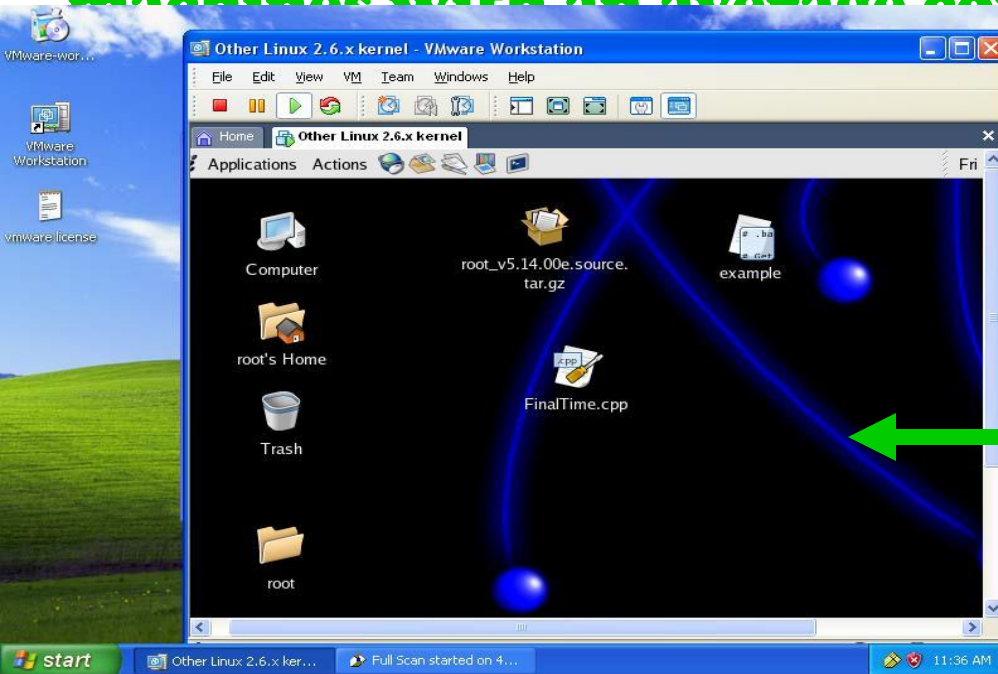 VMware-wor...
VMware
Workstation
vmware license
Other Linux 2.6.x kernel - VMware Workstation
File Edit View VM Team Windows Help
Home Other Linux 2.6.x kernel
Applications Actions Fri
Computer
root_v5.14.00e.source.
tar.gz
example
root's Home
FinalTime.cpp
Trash
root
start Other Linux 2.6.x ker... Full Scan started on 4... 11:36 AM